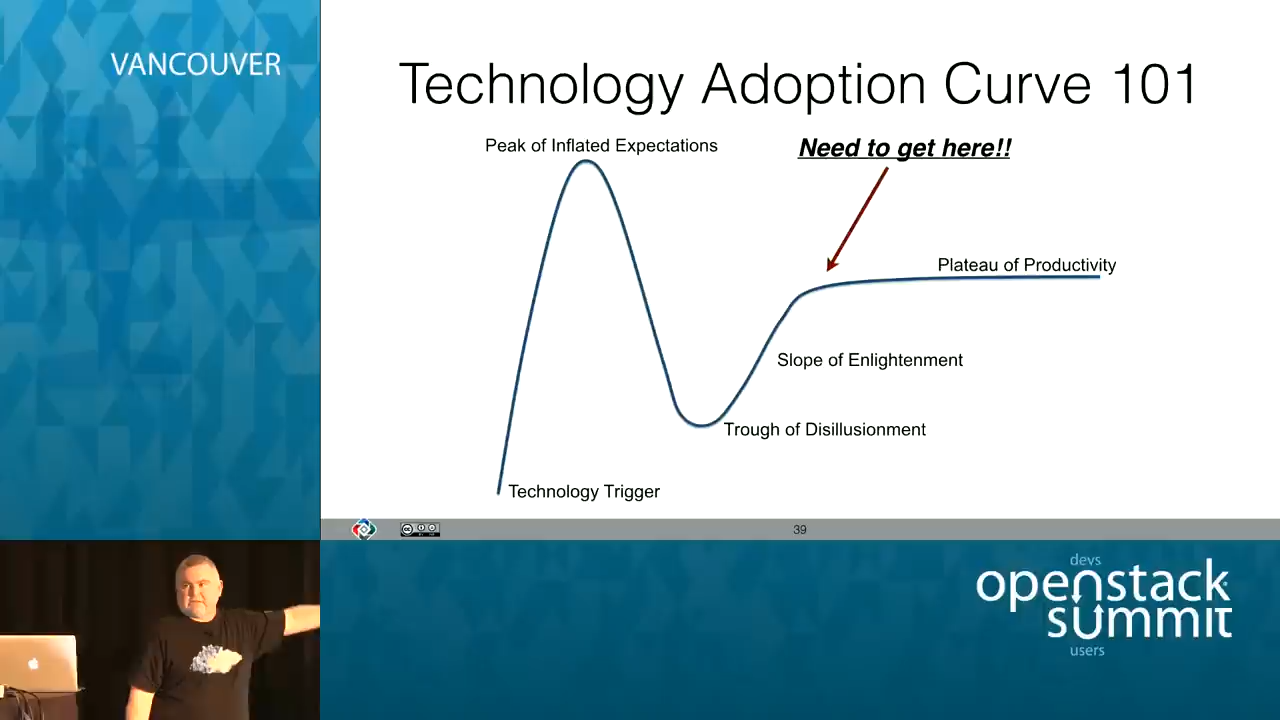 VANCOUVER
Technology Adoption Curve 101
Peak of Inflated Expectations
Need to get here!!
Plateau of Productivity
Slope of Enlightenment
Trough of Disillusionment
Technology Trigger
39
devs
openstack
summit
users